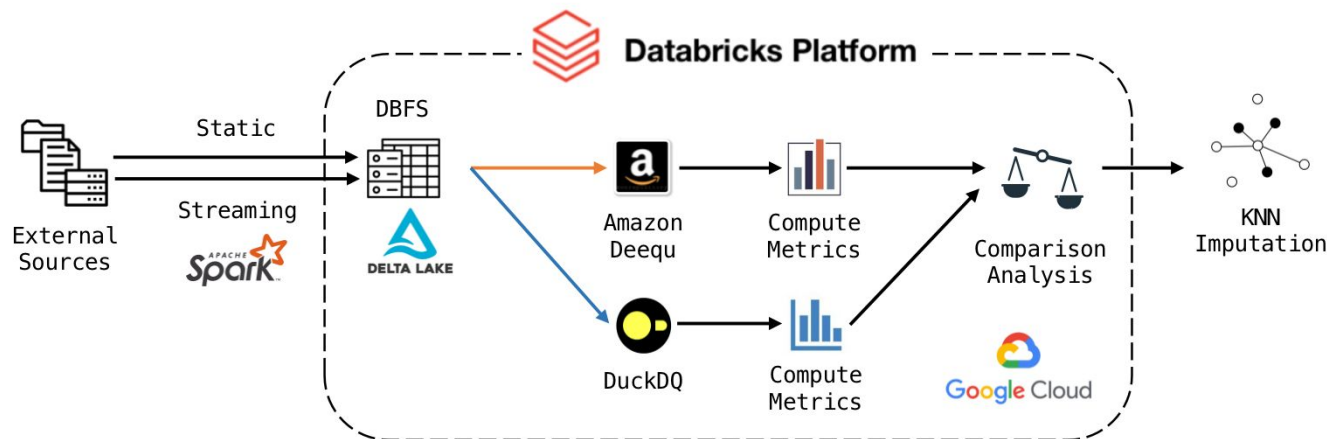 Databricks Platform
DBFS
Static
Streaming
APACHE
Spark
TM
External
Sources
DELTA LAKE
a
Amazon
Deequ
Compute
Metrics
DuckDQ
Compute
Metrics
Comparison
Analysis
Google Cloud
KNN
Imputation